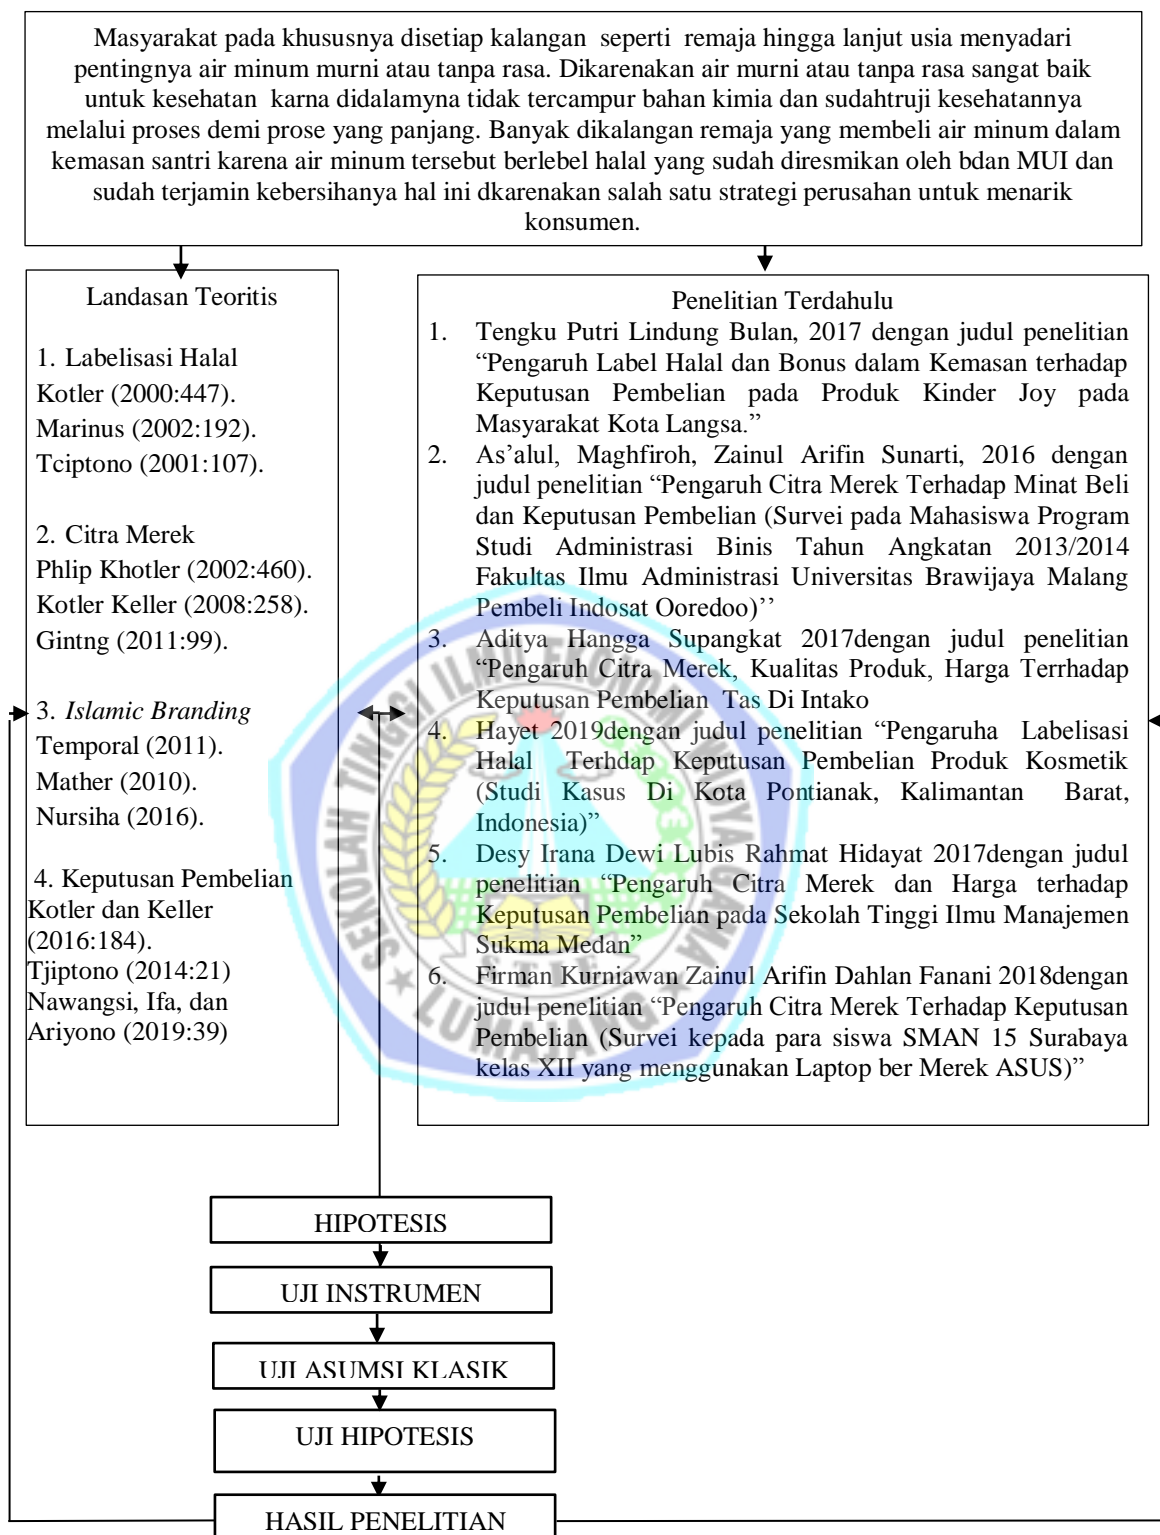 Masyarakat pada khususnya disetiap kalangan seperti remaja hingga lanjut usia menyadari
pentingnya air minum murni atau tanpa rasa. Dikarenakan air murni atau tanpa rasa sangat baik
untuk kesehatan karna didalamyna tidak tercampur bahan kimia dan sudahtruji kesehatannya
melalui proses demi prose yang panjang. Banyak dikalangan remaja yang membeli air minum dalam
kemasan santri karena air minum tersebut berlebel halal yang sudah diresmikan oleh bdan MUI dan
sudah terjamin kebersihanya hal ini dkarenakan salah satu strategi perusahan untuk menarik
konsumen.
Landasan Teoritis
1. Labelisasi Halal
Kotler (2000:447).
Marinus (2002:192).
Tciptono (2001:107).
2. Citra Merek
Phlip Khotler (2002:460).
Kotler Keller (2008:258).
Gintng (2011:99).
3. Islamic Branding
Temporal (2011).
Mather (2010).
Nursiha (2016).
4. Keputusan Pembelian
Kotler dan Keller
(2016:184).
Tjiptono (2014:21)
Nawangsi, Ifa, dan
Ariyono (2019:39)
Penelitian Terdahulu
1. Tengku Putri Lindung Bulan, 2017 dengan judul penelitian
“Pengaruh Label Halal dan Bonus dalam Kemasan terhadap
Keputusan Pembelian pada Produk Kinder Joy pada
Masyarakat Kota Langsa.”
2. As’alul, Maghfiroh, Zainul Arifin Sunarti, 2016 dengan
judul penelitian “Pengaruh Citra Merek Terhadap Minat Beli
dan Keputusan Pembelian (Survei pada Mahasiswa Program
Studi Administrasi Binis Tahun Angkatan 2013/2014
Fakultas Ilmu Administrasi Universitas Brawijaya Malang
Pembeli Indosat Ooredoo)’’
3. Aditya Hangga Supangkat 2017dengan judul penelitian
“Pengaruh Citra Merek, Kualitas Produk, Harga Terrhadap
Keputusan Pembelian Tas Di Intako
4. Hayet 2019dengan judul penelitian “Pengaruha Labelisasi
Halal Terhdap Keputusan Pembelian Produk Kosmetik
(Studi Kasus Di Kota Pontianak, Kalimantan Barat,
Indonesia)”
5. Desy Irana Dewi Lubis Rahmat Hidayat 2017dengan judul
penelitian “Pengaruh Citra Merek dan Harga terhadap
Keputusan Pembelian pada Sekolah Tinggi Ilmu Manajemen
Sukma Medan”
6. Firman Kurniawan Zainul Arifin Dahlan Fanani 2018dengan
judul penelitian “Pengaruh Citra Merek Terhadap Keputusan
Pembelian (Survei kepada para siswa SMAN 15 Surabaya
kelas XII yang menggunakan Laptop ber Merek ASUS)”
SEKOLAH TINGGI ILMU EKONOMI WIDYA GAMA
STIE
LUMAJANG
HIPOTESIS
UJI INSTRUMEN
UJI ASUMSI KLASIK
UJI HIPOTESIS
HASIL PENELITIAN